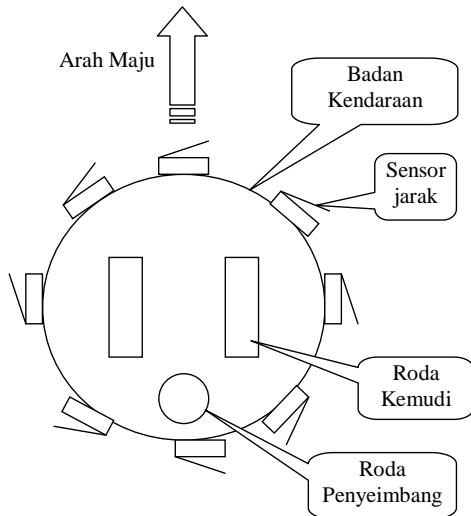 Arah Maju
Badan
Kendaraan
Sensor
jarak
Roda
Kemudi
Roda
Penyeimbang